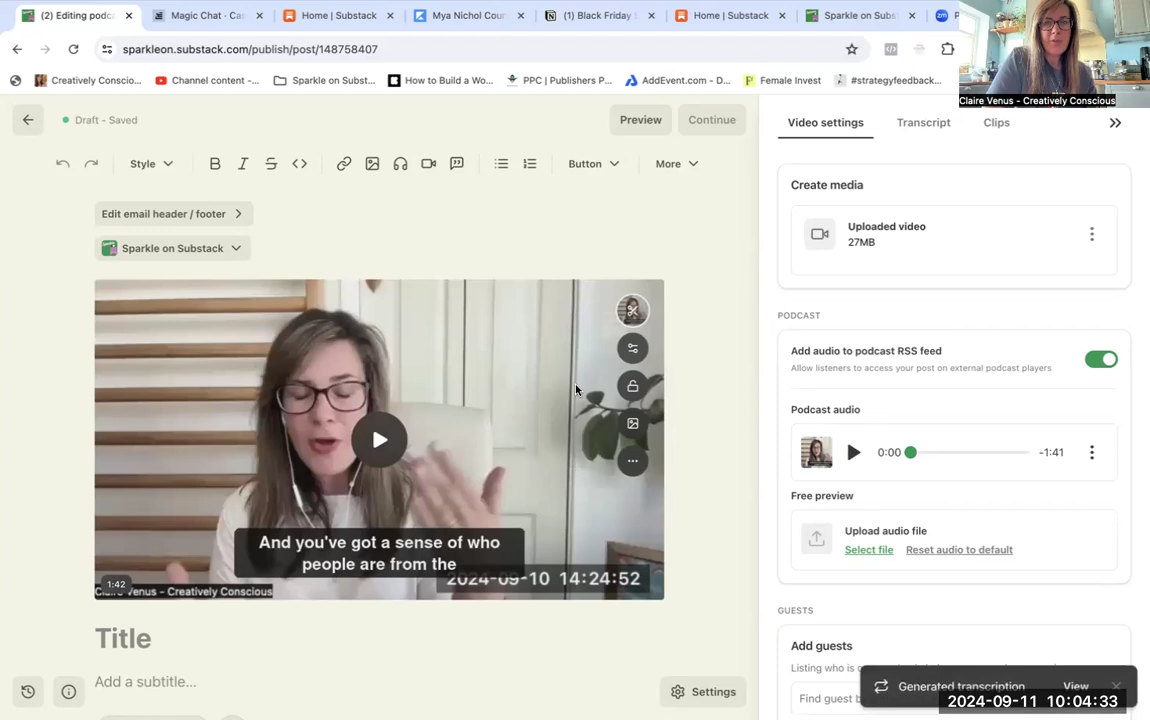 (2) Editing podca
Magic Chat · Ca
Home | Substack
Mya Nichol Cour
(1) Black Friday
Home | Substack
Sparkle on Subst
P
sparkleon.substack.com/publish/post/148758407
Creatively Conscio...
Channel content -...
Sparkle on Subst...
How to Build a Wo...
PPC | Publishers P...
AddEvent.com - D...
Female Invest
#strategyfeedback...
Claire Venus - Creatively Conscious
Draft - Saved
Preview
Continue
Video settings
Transcript
Clips
Style
Button
More
Edit email header / footer
Sparkle on Substack
Create media
Uploaded video
27MB
PODCAST
Add audio to podcast RSS feed
Allow listeners to access your post on external podcast players
Podcast audio
0:00
-1:41
Free preview
Upload audio file
Select file
Reset audio to default
And you've got a sense of who
people are from the
2024-09-10 14:24:52
1:42
Claire Venus - Creatively Conscious
GUESTS
Title
Add guests
Listing who is
Add a subtitle...
Find guest b
Settings
Generated transcription
View
2024-09-11 10:04:33